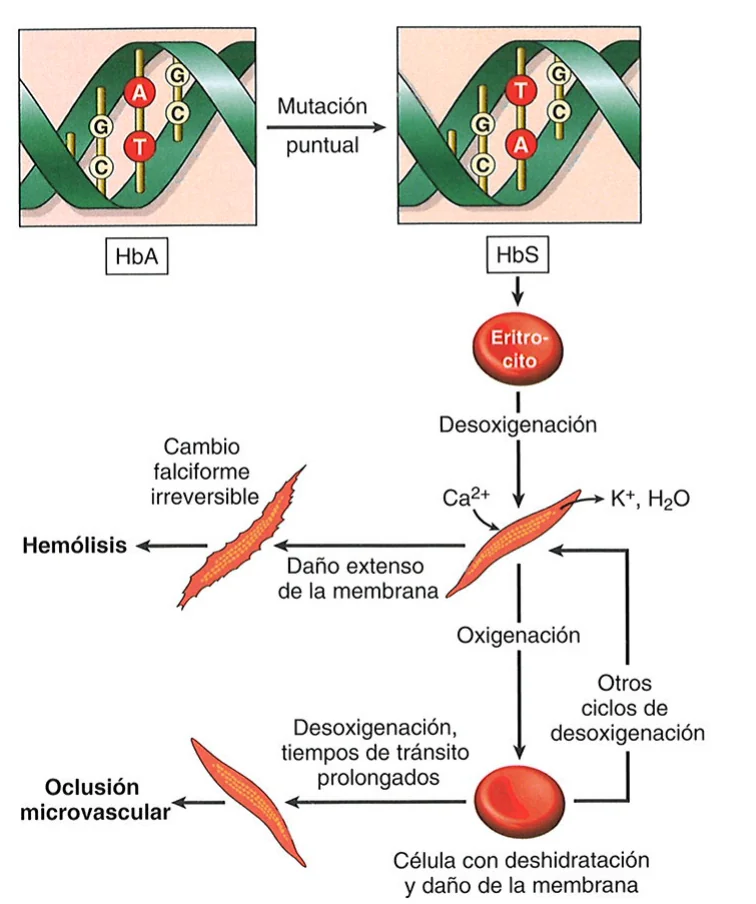 A
G
G
C
T
C
Mutación
puntual
T
G
G
C
A
C
HbA
HbS
Eritro-
cito
Desoxigenación
Cambio
falciforme
irreversible
Ca²⁺
K⁺, H₂O
Hemólisis
Daño extenso
de la membrana
Oxigenación
Otros
ciclos de
desoxigenación
Desoxigenación,
tiempos de tránsito
prolongados
Oclusión
microvascular
Célula con deshidratación
y daño de la membrana